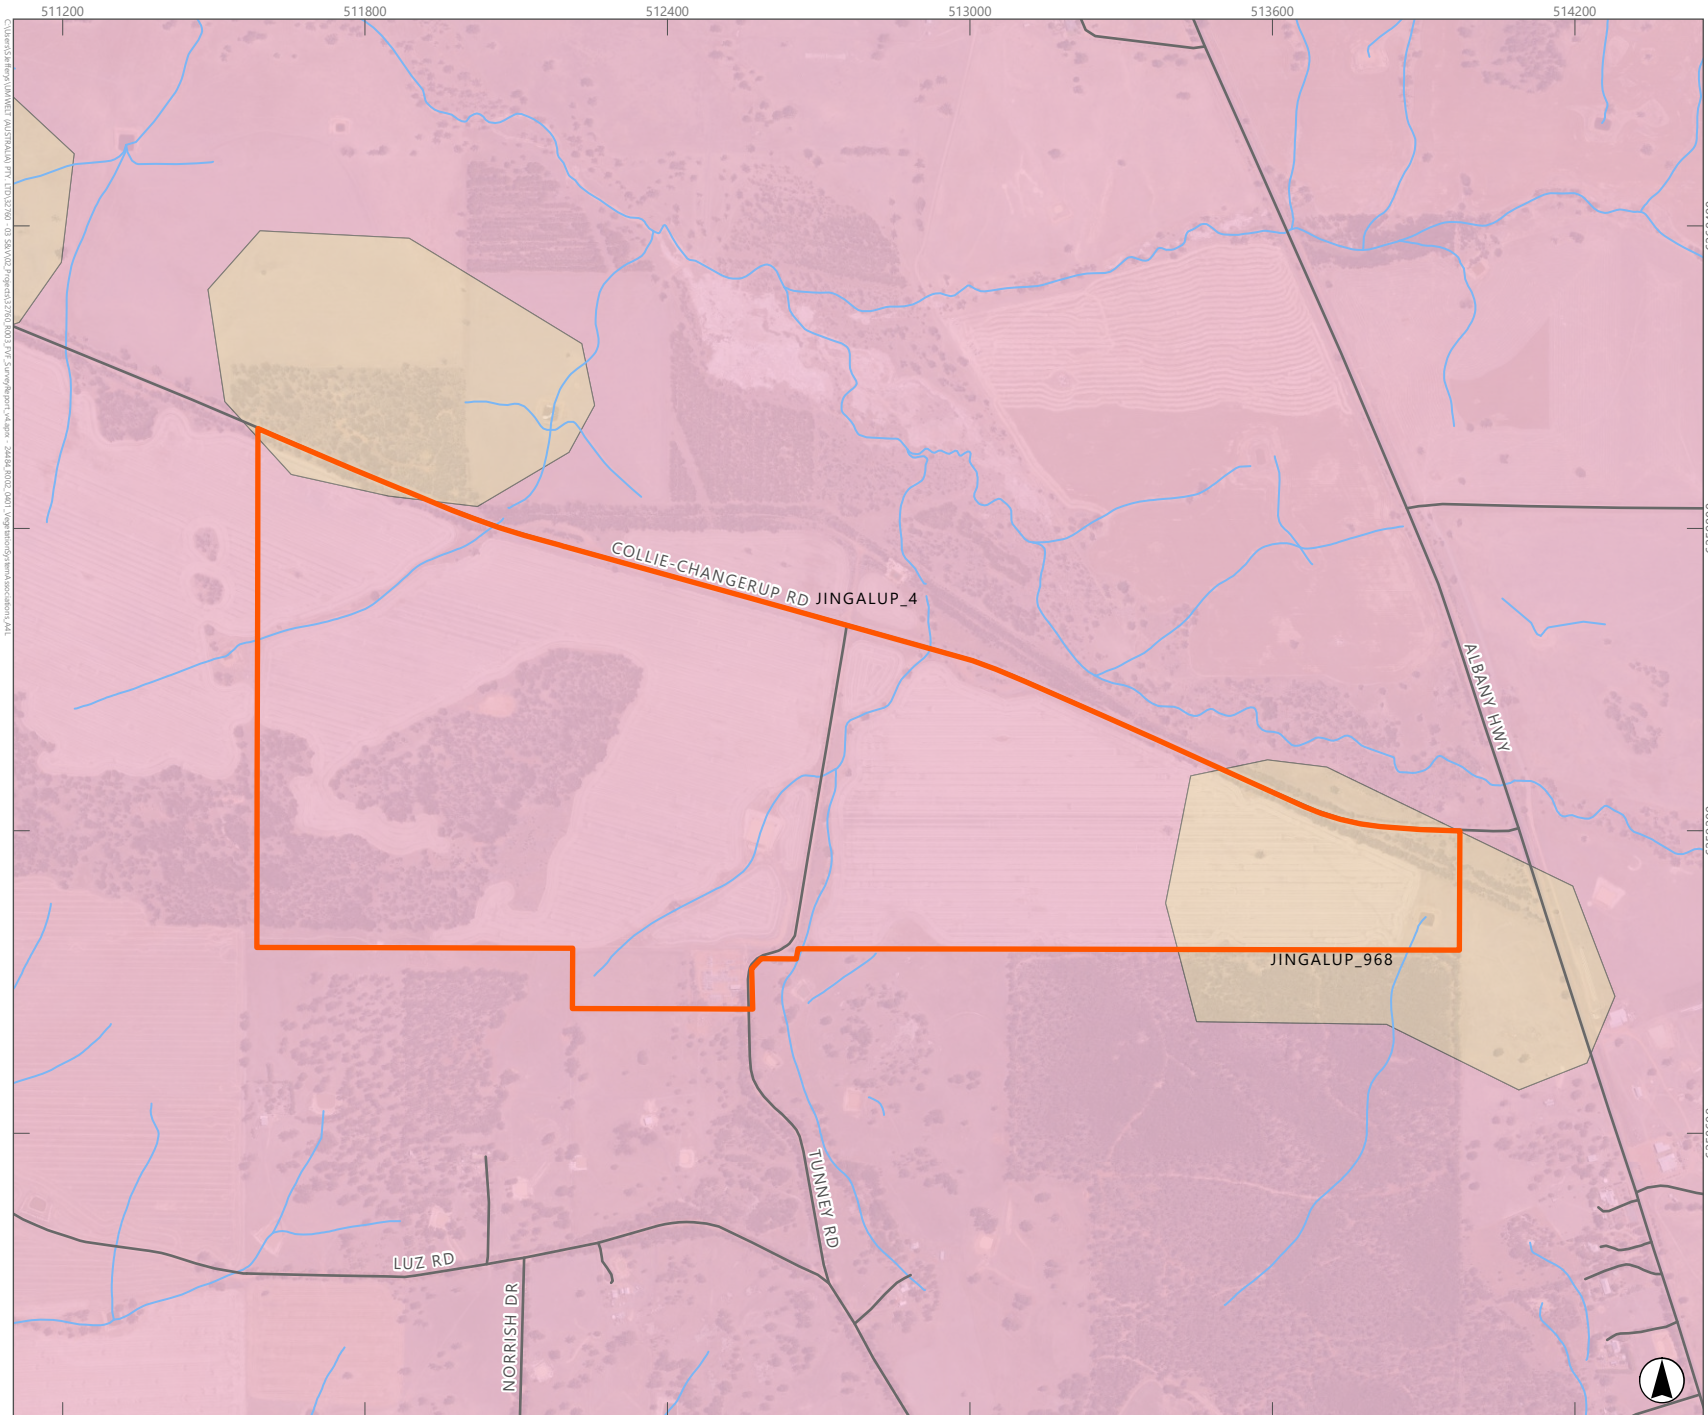 511200
511800
512400
513000
513600
514200
COLLIE-CHANGERUP RD
JINGALUP_4
ALBANY HWY
JINGALUP_968
TUNNEY RD
LUZ RD
NORRISH DR